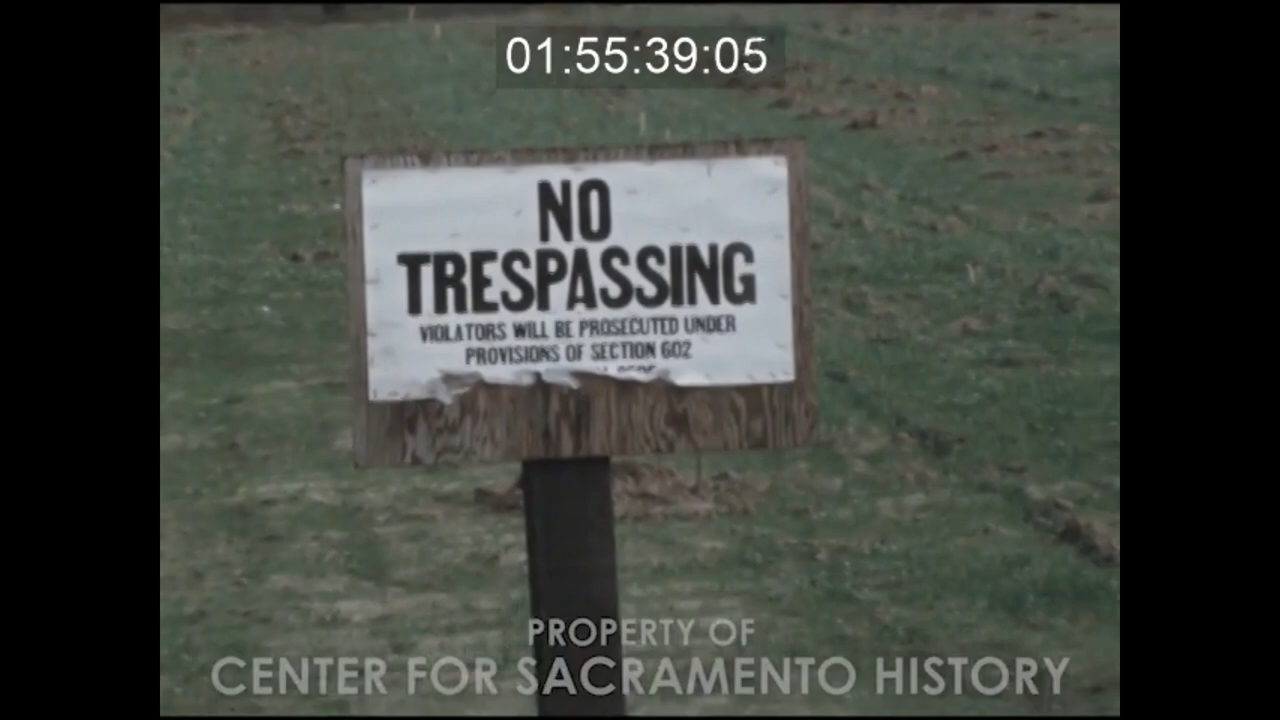 01:55:39:05
NO
TRESPASSING
VIOLATORS WILL BE PROSECUTED UNDER
PROVISIONS OF SECTION 602
PROPERTY OF
CENTER FOR SACRAMENTO HISTORY